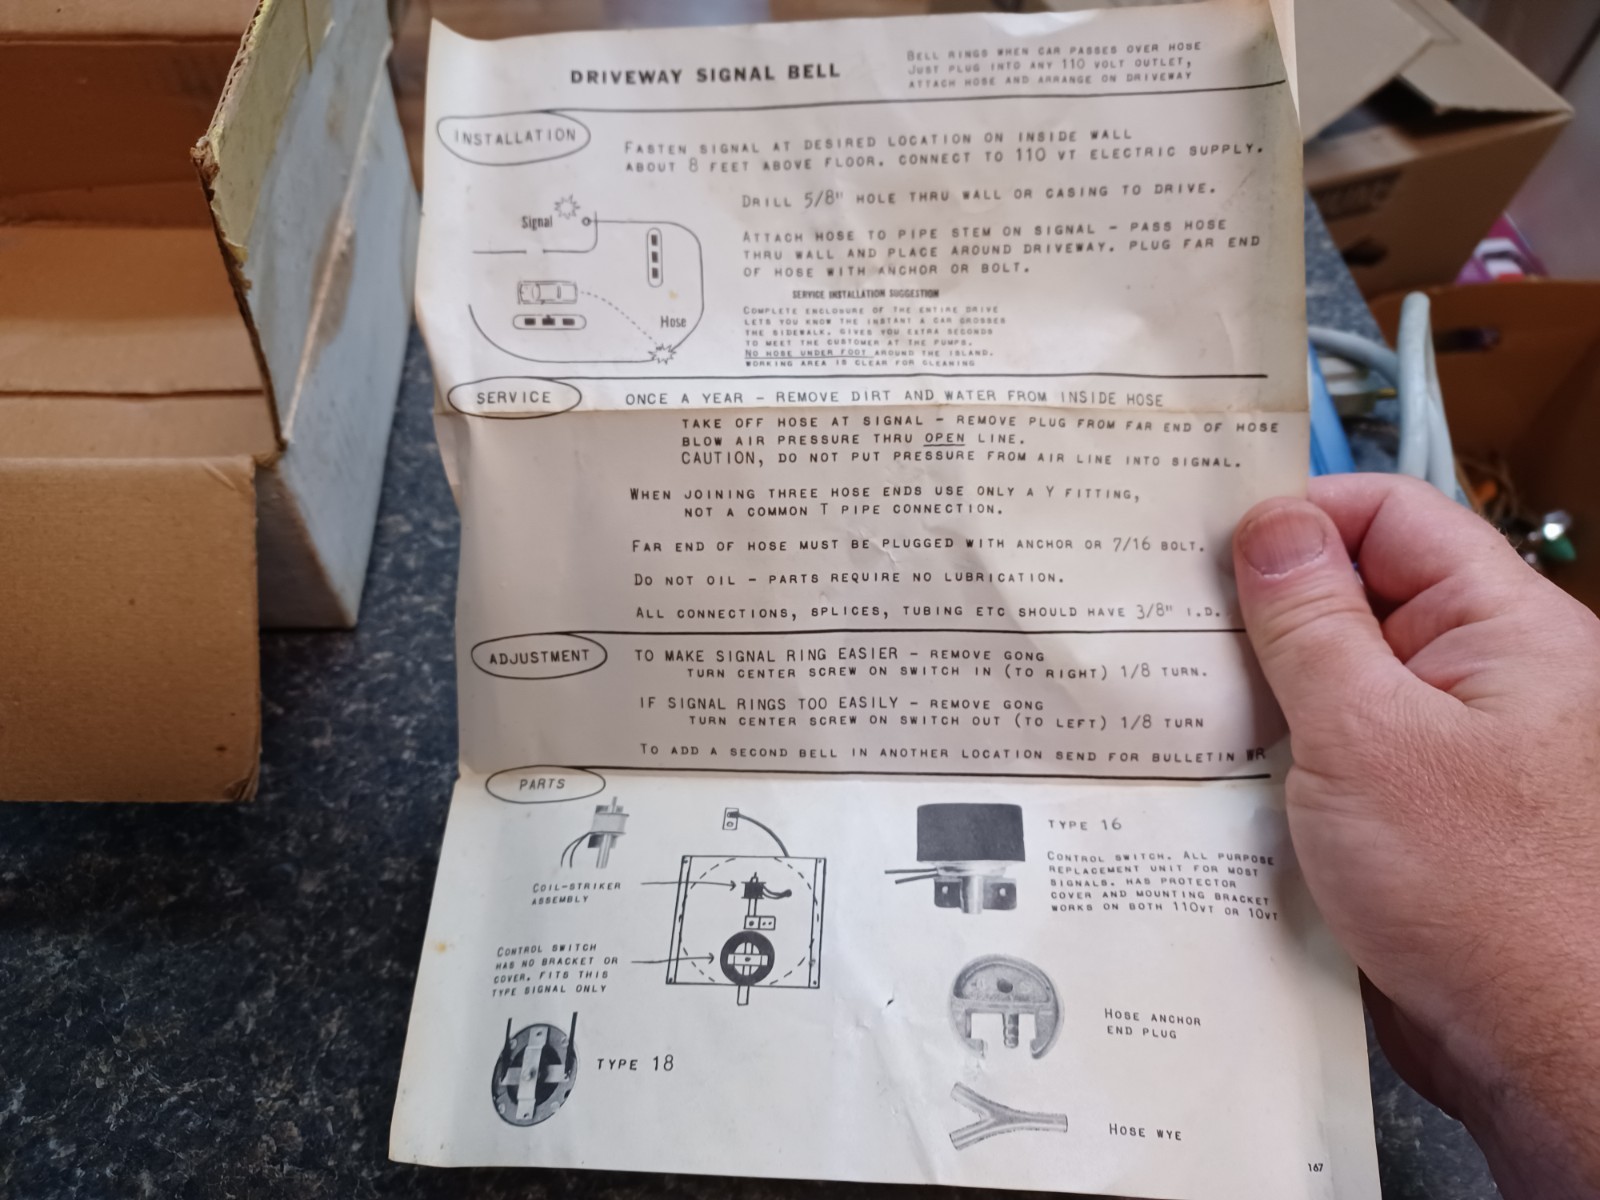 DRIVEWAY SIGNAL BELL
BELL RINGS WHEN CAR PASSES OVER HOSE
JUST PLUG INTO ANY 110 VOLT OUTLET,
ATTACH HOSE AND ARRANGE ON DRIVEWAY
INSTALLATION
FASTEN SIGNAL AT DESIRED LOCATION ON INSIDE WALL
ABOUT 8 FEET ABOVE FLOOR. CONNECT TO 110 VT ELECTRIC SUPPLY.
DRILL 5/8" HOLE THRU WALL OR CASING TO DRIVE.
ATTACH HOSE TO PIPE STEM ON SIGNAL - PASS HOSE
THRU WALL AND PLACE AROUND DRIVEWAY. PLUG FAR END
OF HOSE WITH ANCHOR OR BOLT.
Signal
Hose
SERVICE INSTALLATION SUGGESTION
COMPLETE ENCLOSURE OF THE ENTIRE DRIVE
LETS YOU KNOW THE INSTANT A CAR CROSSES
THE SIDEWALK. GIVES YOU EXTRA SECONDS
TO MEET THE CUSTOMER AT THE PUMPS.
NO HOSE UNDER FOOT AROUND THE ISLAND.
WORKING AREA IS CLEAR FOR CLEANING
SERVICE
ONCE A YEAR - REMOVE DIRT AND WATER FROM INSIDE HOSE
TAKE OFF HOSE AT SIGNAL - REMOVE PLUG FROM FAR END OF HOSE
BLOW AIR PRESSURE THRU OPEN LINE.
CAUTION, DO NOT PUT PRESSURE FROM AIR LINE INTO SIGNAL.
WHEN JOINING THREE HOSE ENDS USE ONLY A Y FITTING,
NOT A COMMON T PIPE CONNECTION.
FAR END OF HOSE MUST BE PLUGGED WITH ANCHOR OR 7/16 BOLT.
DO NOT OIL - PARTS REQUIRE NO LUBRICATION.
ALL CONNECTIONS, SPLICES, TUBING ETC SHOULD HAVE 3/8" I.D.
ADJUSTMENT
TO MAKE SIGNAL RING EASIER - REMOVE GONG
TURN CENTER SCREW ON SWITCH IN (TO RIGHT) 1/8 TURN.
IF SIGNAL RINGS TOO EASILY - REMOVE GONG
TURN CENTER SCREW ON SWITCH OUT (TO LEFT) 1/8 TURN
TO ADD A SECOND BELL IN ANOTHER LOCATION SEND FOR BULLETIN WR
PARTS
COIL-STRIKER
ASSEMBLY
CONTROL SWITCH
HAS NO BRACKET OR
COVER. FITS THIS
TYPE SIGNAL ONLY
TYPE 18
TYPE 16
CONTROL SWITCH. ALL PURPOSE
REPLACEMENT UNIT FOR MOST
SIGNALS. HAS PROTECTOR
COVER AND MOUNTING BRACKET
WORKS ON BOTH 110VT OR 10VT
HOSE ANCHOR
END PLUG
HOSE WYE
167